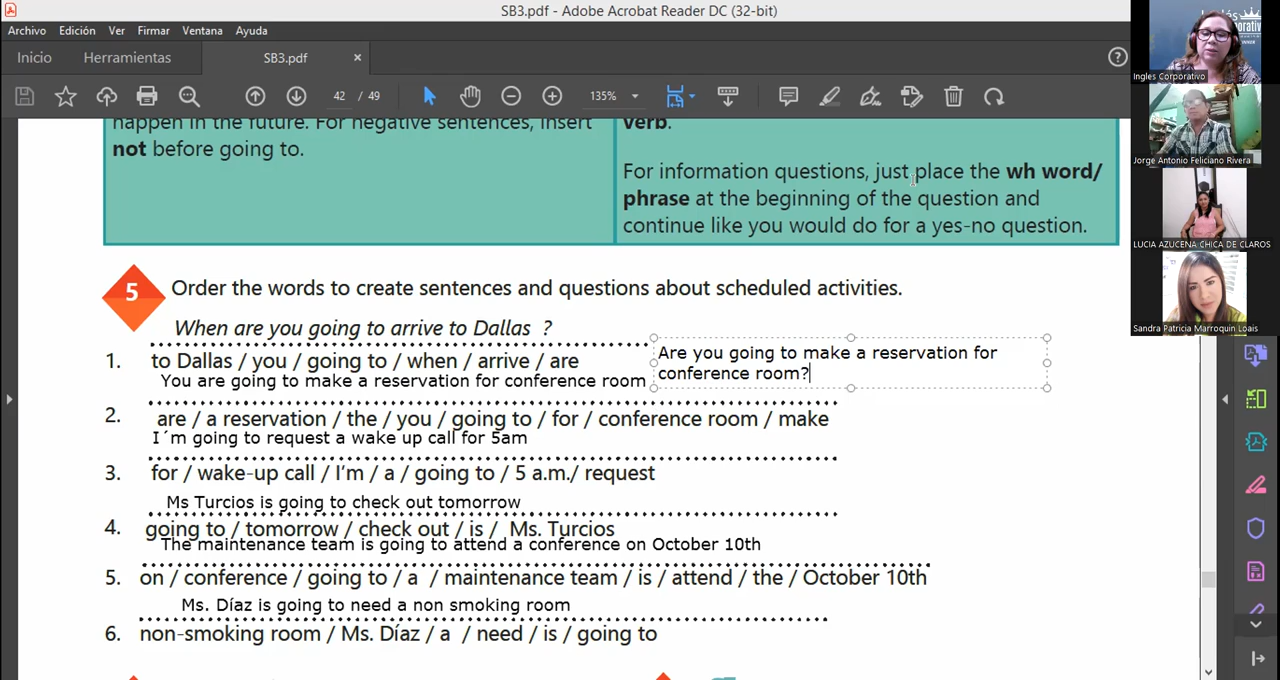 SB3.pdf - Adobe Acrobat Reader DC (32-bit)
Archivo Edición Ver Firmar Ventana Ayuda
Inicio Herramientas SB3.pdf ×
42 / 49 135%
happen in the future. For negative sentences, insert
not before going to.
verb.
For information questions, just place the wh word/
phrase at the beginning of the question and
continue like you would do for a yes-no question.
5 Order the words to create sentences and questions about scheduled activities.
When are you going to arrive to Dallas ?
1. to Dallas / you / going to / when / arrive / are
You are going to make a reservation for conference room
Are you going to make a reservation for
conference room?
2. are / a reservation / the / you / going to / for / conference room / make
I´m going to request a wake up call for 5am
3. for / wake-up call / I'm / a / going to / 5 a.m./ request
Ms Turcios is going to check out tomorrow
4. going to / tomorrow / check out / is / Ms. Turcios
The maintenance team is going to attend a conference on October 10th
5. on / conference / going to / a / maintenance team / is / attend / the / October 10th
Ms. Díaz is going to need a non smoking room
6. non-smoking room / Ms. Díaz / a / need / is / going to
Ingles Corporativo
Jorge Antonio Feliciano Rivera
LUCIA AZUCENA CHICA DE CLAROS
Sandra Patricia Marroquin Loais